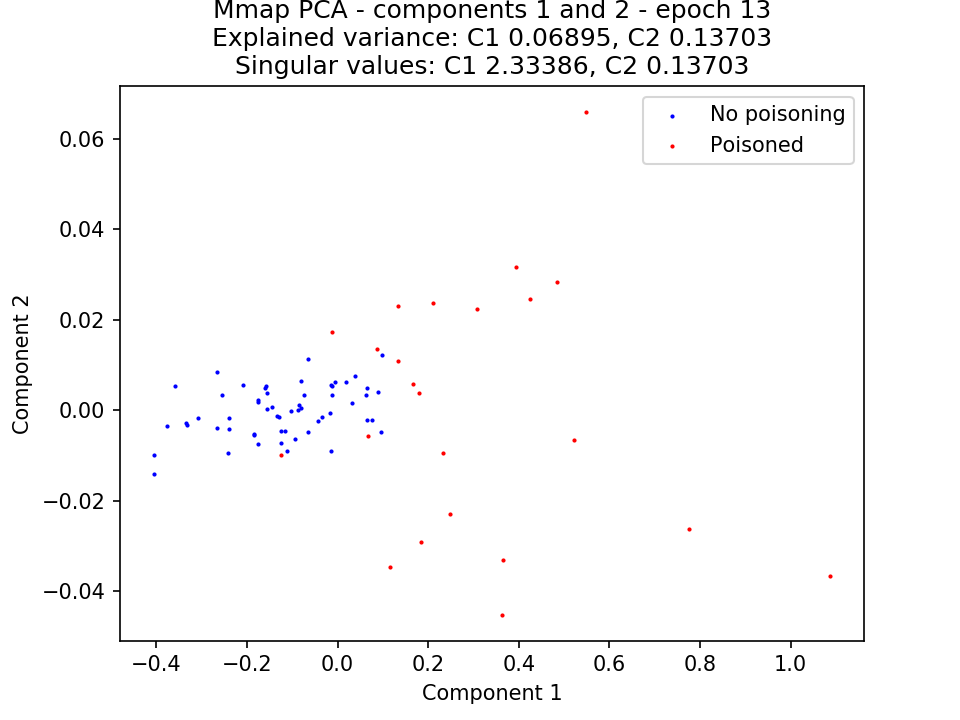 Mmap PCA - components 1 and 2 - epoch 13
Explained variance: C1 0.06895, C2 0.13703
Singular values: C1 2.33386, C2 0.13703
No poisoning
Poisoned
0.06
0.04
0.02
0.00
−0.02
−0.04
Component 2
−0.4
−0.2
0.0
0.2
0.4
0.6
0.8
1.0
Component 1